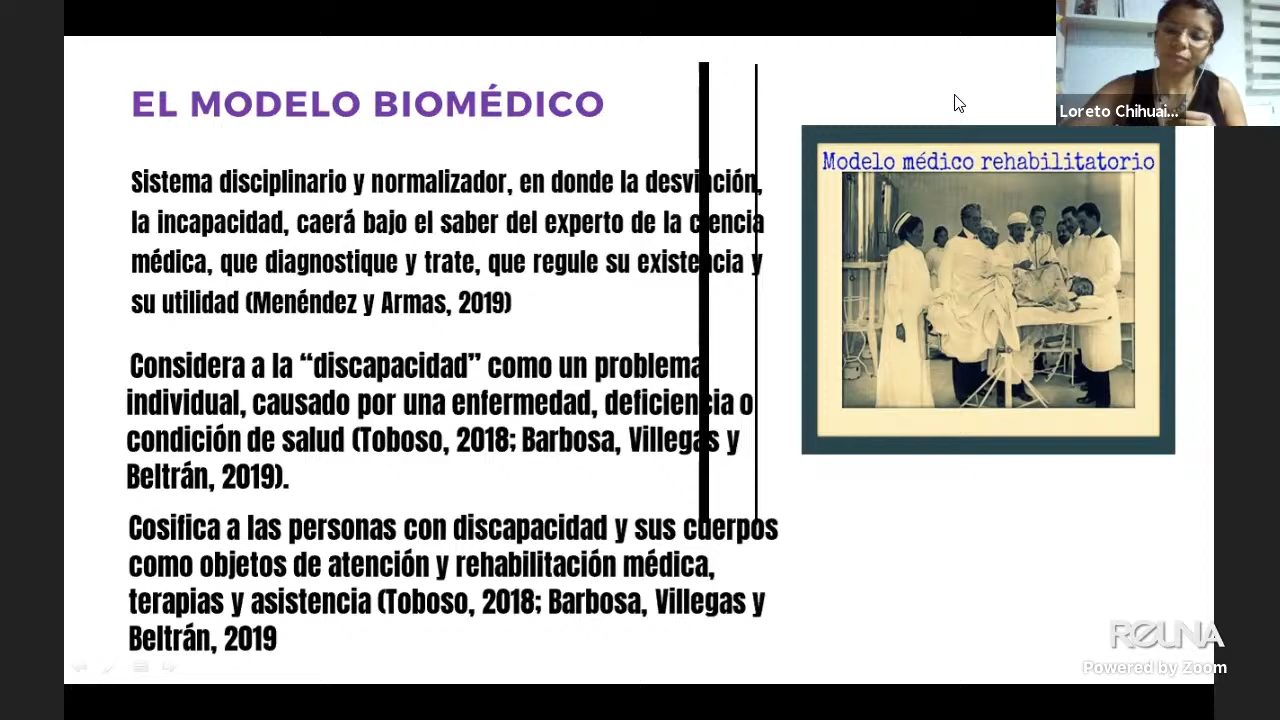 EL MODELO BIOMÉDICO
Sistema disciplinario y normalizador, en donde la desviación,
la incapacidad, caerá bajo el saber del experto de la ciencia
médica, que diagnostique y trate, que regule su existencia y
su utilidad (Menéndez y Armas, 2019)
Considera a la “discapacidad” como un problema
individual, causado por una enfermedad, deficiencia o
condición de salud (Toboso, 2018; Barbosa, Villegas y
Beltrán, 2019).
Cosifica a las personas con discapacidad y sus cuerpos
como objetos de atención y rehabilitación médica,
terapias y asistencia (Toboso, 2018; Barbosa, Villegas y
Beltrán, 2019
Loreto Chihuai...
Modelo médico rehabilitatorio
REUNA
Powered by Zoom